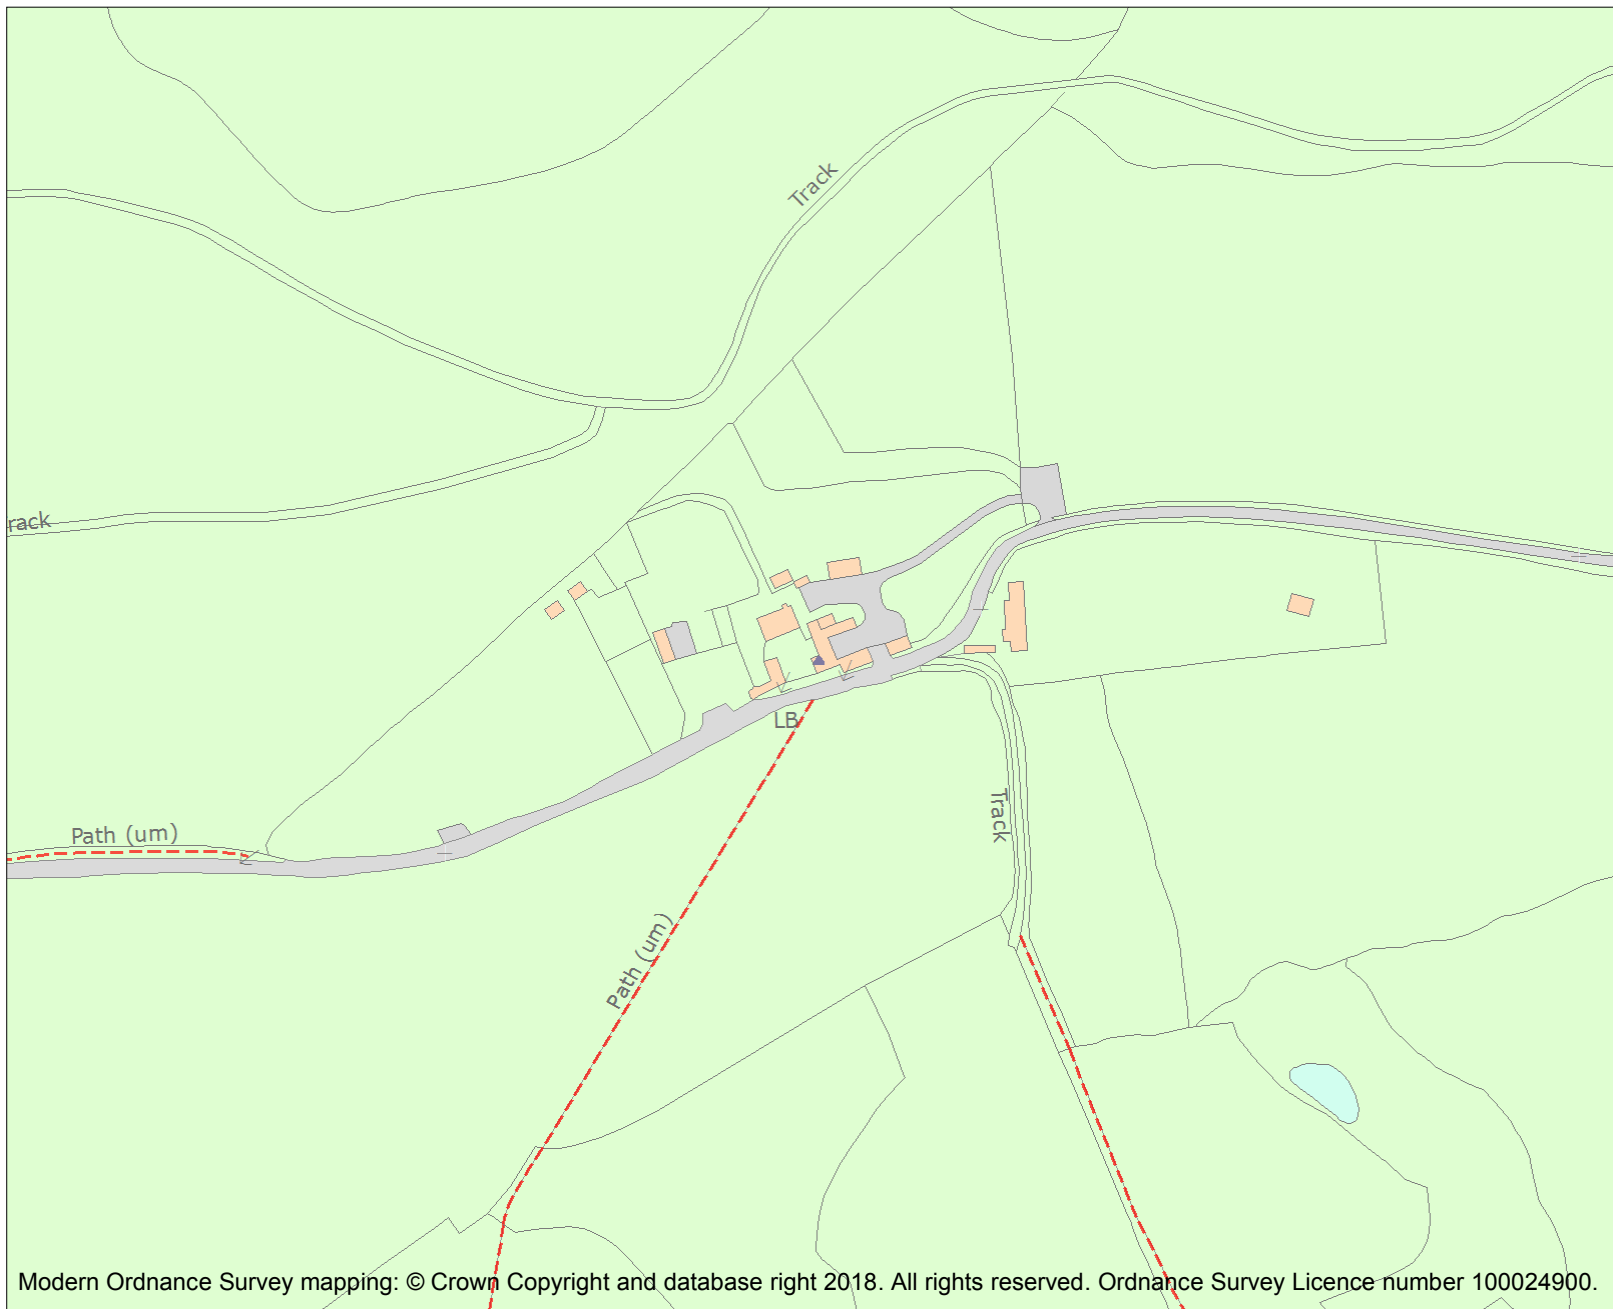 Track
rack
LB
Path (um)
Track
Path (um)
Modern Ordnance Survey mapping: © Crown Copyright and database right 2018. All rights reserved. Ordnance Survey Licence number 100024900.